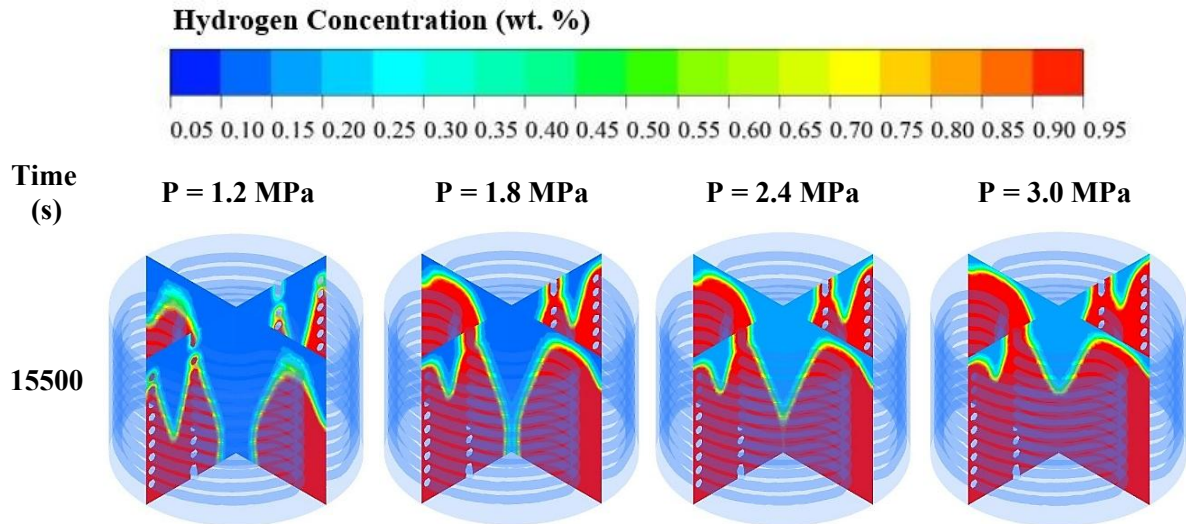 Hydrogen Concentration (wt. %)
0.05 0.10 0.15 0.20 0.25 0.30 0.35 0.40 0.45 0.50 0.55 0.60 0.65 0.70 0.75 0.80 0.85 0.90 0.95
Time
(s)
P = 1.2 MPa
P = 1.8 MPa
P = 2.4 MPa
P = 3.0 MPa
15500